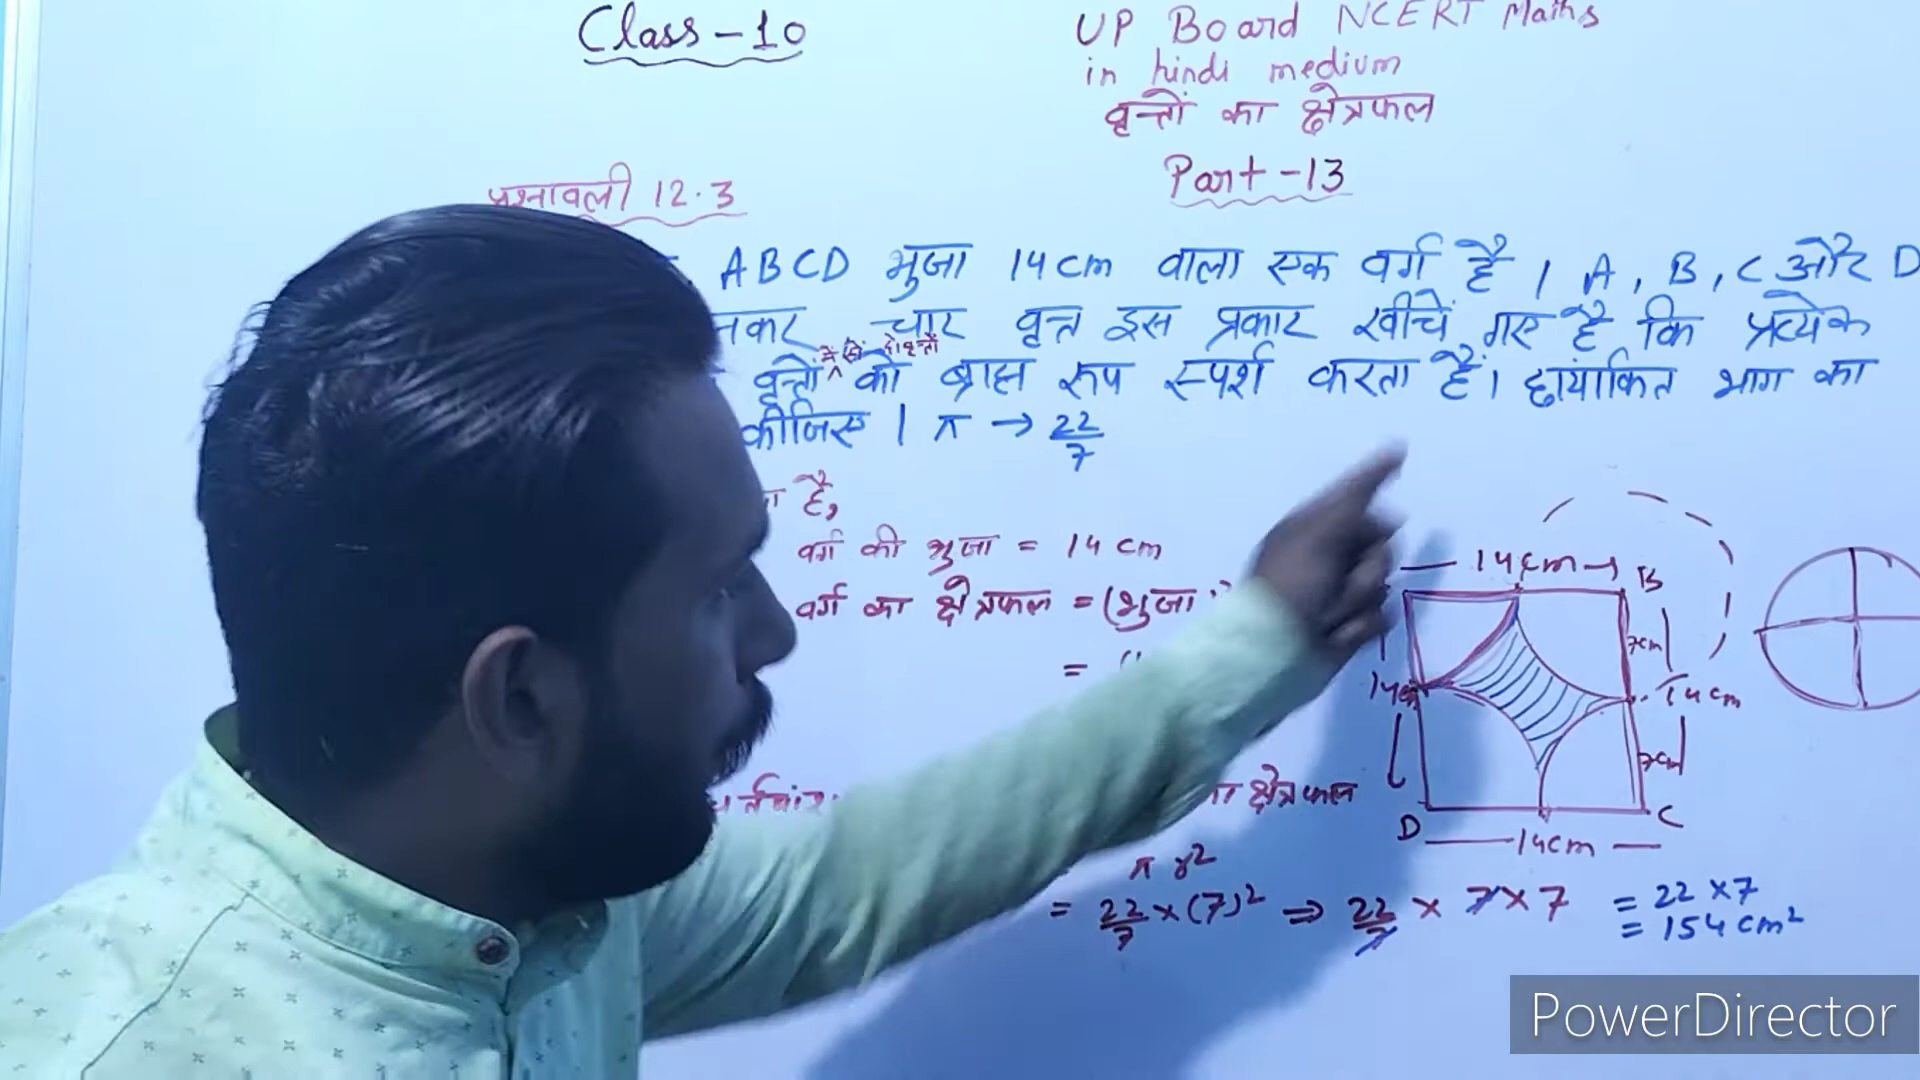 Class-10
UP Board NCERT Maths
in hindi medium
वृत्तों का क्षेत्रफल
Part-13
प्रश्नावली 12.3
ABCD भुजा 14cm वाला एक वर्ग है। A, B, C और D
चार वृत्त इस प्रकार खींचें गए है कि प्रत्येक
में से दो वृत्तों
वृत्तों को ब्राह्म रूप स्पर्श करता है। छायांकित भाग का
कीजिए। π → 22/7
है,
वर्ग की भुजा = 14 cm
वर्ग का क्षेत्रफल = (भुजा
=
क्षेत्रफल
πr²
= 22/7 × (7)² ⇒ 22/7 × 7 × 7 = 22 × 7
= 154 cm²
14cm
B
7cm
14cm
14cm
7cm
D
C
14cm
PowerDirector